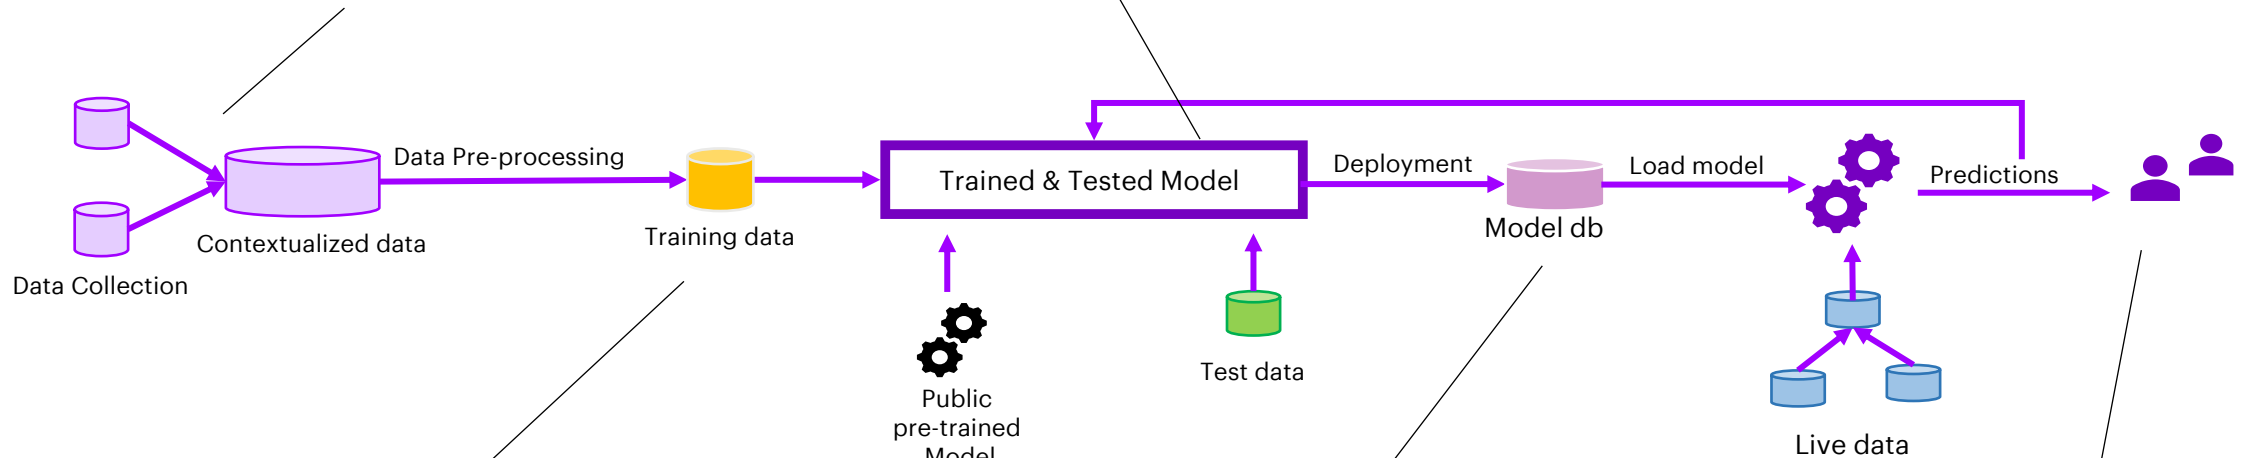 Data Collection
Contextualized data
Data Pre-processing
Training data
Trained & Tested Model
Public
pre-trained
Model
Test data
Deployment
Model db
Load model
Live data
Predictions